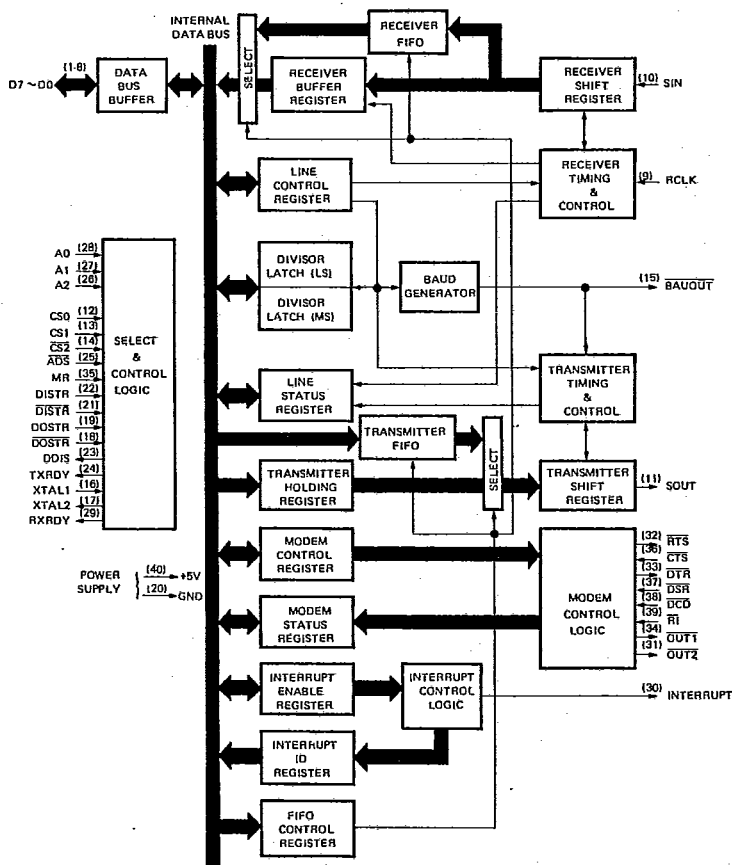 INTERNAL
DATA BUS
D7 ~ D0
(1-8)
DATA
BUS
BUFFER
SELECT
RECEIVER
FIFO
RECEIVER
BUFFER
REGISTER
RECEIVER
SHIFT
REGISTER
(10)
SIN
LINE
CONTROL
REGISTER
RECEIVER
TIMING
&
CONTROL
(9)
RCLK
DIVISOR
LATCH (LS)
DIVISOR
LATCH (MS)
BAUD
GENERATOR
(15)
BAUOUT
A0 (28)
A1 (27)
A2 (26)
CS0 (12)
CS1 (13)
CS2 (14)
ADS (25)
MR (35)
DISTR (22)
DISTR (21)
DOSTR (19)
DOSTR (18)
DDIS (23)
TXRDY (24)
XTAL1 (16)
XTAL2 (17)
RXRDY (29)
SELECT
&
CONTROL
LOGIC
LINE
STATUS
REGISTER
TRANSMITTER
TIMING
&
CONTROL
TRANSMITTER
FIFO
SELECT
TRANSMITTER
HOLDING
REGISTER
TRANSMITTER
SHIFT
REGISTER
(11)
SOUT
POWER
SUPPLY
(40)
+5V
(20)
GND
MODEM
CONTROL
REGISTER
MODEM
STATUS
REGISTER
MODEM
CONTROL
LOGIC
(32) RTS
(36) CTS
(33) DTR
(37) DSR
(38) DCD
(39) RI
(34) OUT1
(31) OUT2
INTERRUPT
ENABLE
REGISTER
INTERRUPT
CONTROL
LOGIC
(30)
INTERRUPT
INTERRUPT
ID
REGISTER
FIFO
CONTROL
REGISTER